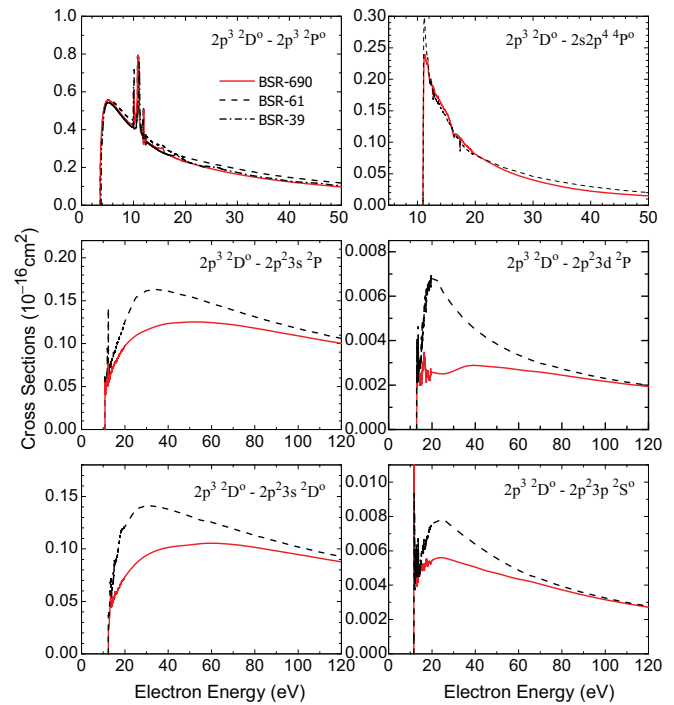 2p³ ²Dᵒ - 2p³ ²Pᵒ
BSR-690
BSR-61
BSR-39
1.0
0.8
0.6
0.4
0.2
0.0
0 10 20 30 40 50
2p³ ²Dᵒ - 2s2p⁴ ⁴Pᵒ
0.30
0.25
0.20
0.15
0.10
0.05
0.00
10 20 30 40 50
Cross Sections (10⁻¹⁶cm²)
2p³ ²Dᵒ - 2p²3s ²P
0.20
0.15
0.10
0.05
0.00
0 20 40 60 80 100 120
2p³ ²Dᵒ - 2p²3d ²P
0.008
0.006
0.004
0.002
0.000
0 20 40 60 80 100 120
2p³ ²Dᵒ - 2p²3s ²Dᵒ
0.15
0.10
0.05
0.00
0 20 40 60 80 100 120
Electron Energy (eV)
2p³ ²Dᵒ - 2p²3p ²Sᵒ
0.010
0.008
0.006
0.004
0.002
0.000
0 20 40 60 80 100 120
Electron Energy (eV)